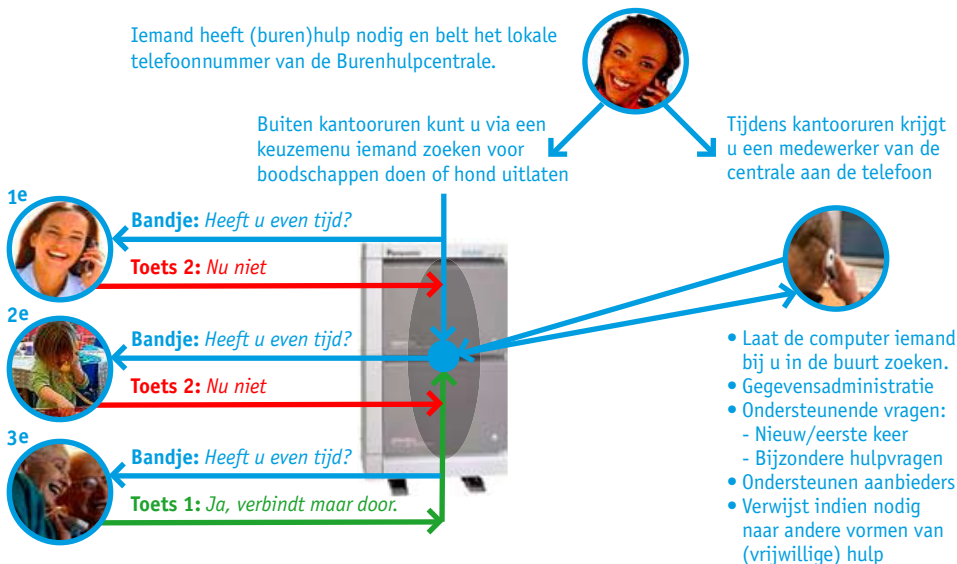 Iemand heeft (buren)hulp nodig en belt het lokale
telefoonnummer van de Burenhulpcentrale.
Buiten kantooruren kunt u via een
keuzemenu iemand zoeken voor
boodschappen doen of hond uitlaten
Tijdens kantooruren krijgt
u een medewerker van de
centrale aan de telefoon
1e
Bandje: Heeft u even tijd?
Toets 2: Nu niet
2e
Bandje: Heeft u even tijd?
Toets 2: Nu niet
3e
Bandje: Heeft u even tijd?
Toets 1: Ja, verbindt maar door.
Panasonic
• Laat de computer iemand
bij u in de buurt zoeken.
• Gegevensadministratie
• Ondersteunende vragen:
- Nieuw/eerste keer
- Bijzondere hulpvragen
• Ondersteunen aanbieders
• Verwijst indien nodig
naar andere vormen van
(vrijwillige) hulp